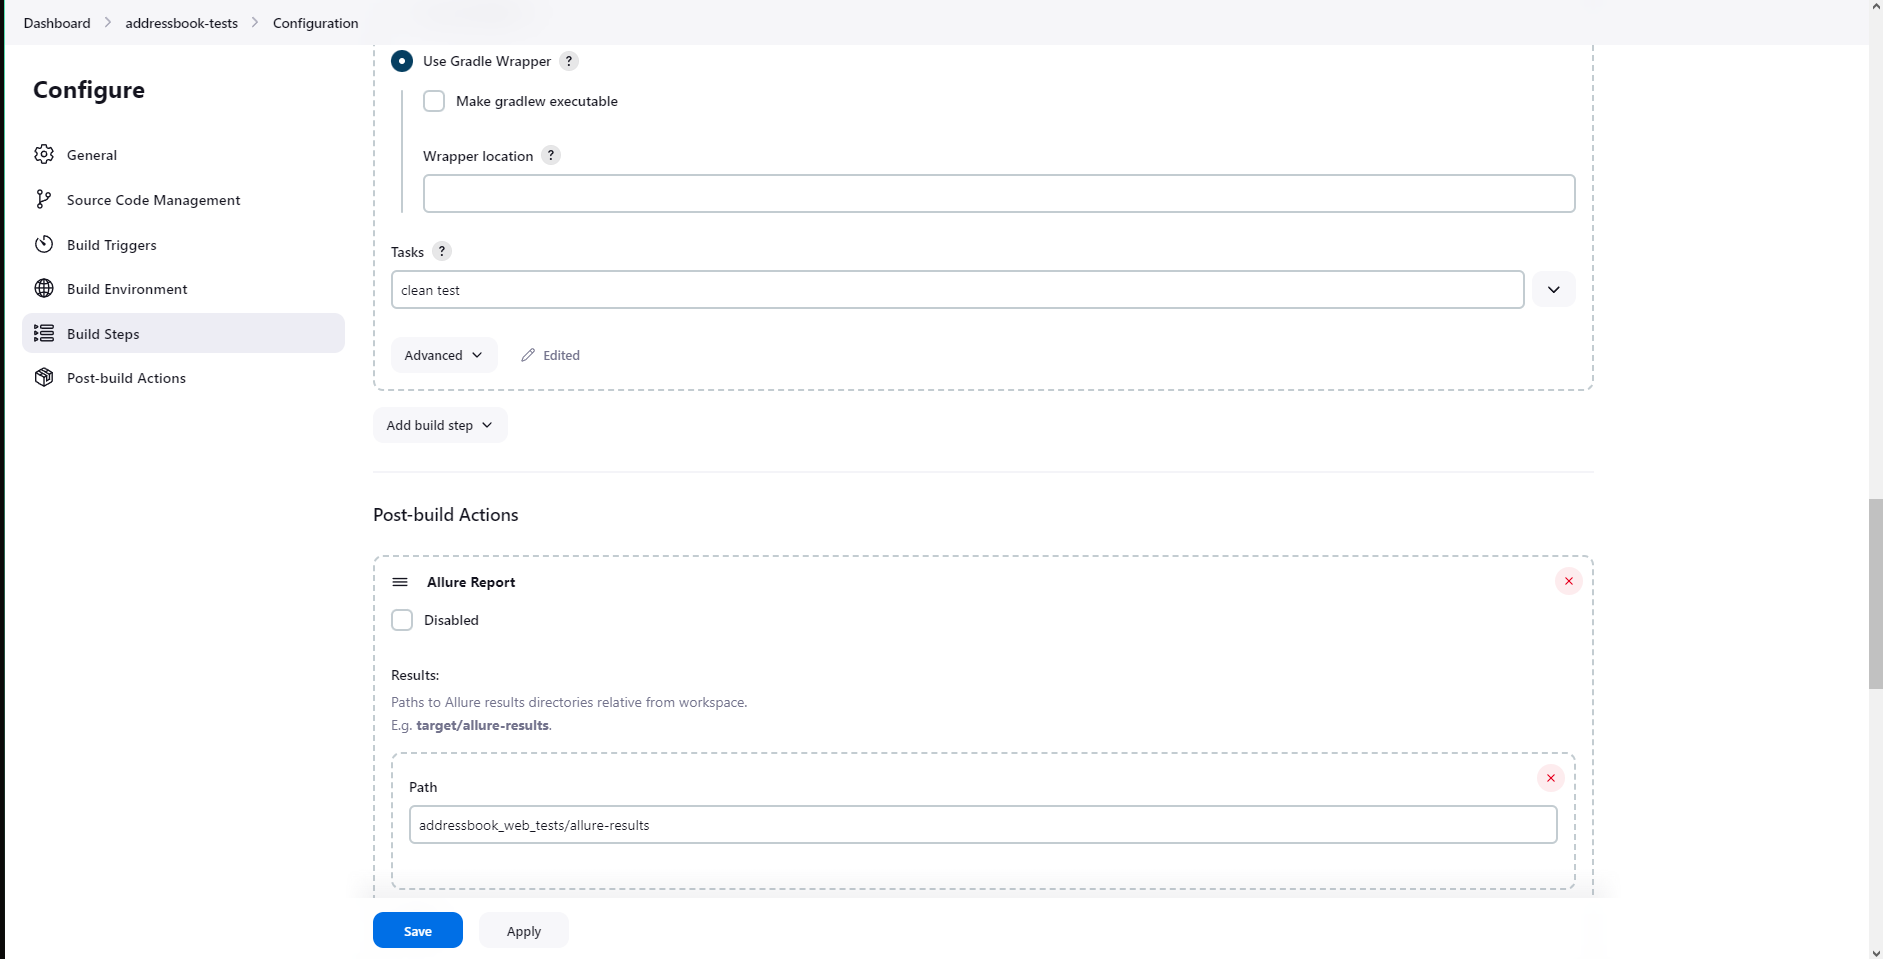 Dashboard > addressbook-tests > Configuration
Configure
General
Source Code Management
Build Triggers
Build Environment
Build Steps
Post-build Actions
Use Gradle Wrapper ?
Make gradlew executable
Wrapper location ?
Tasks ?
clean test
Advanced
Edited
Add build step
Post-build Actions
Allure Report
Disabled
Results:
Paths to Allure results directories relative from workspace.
E.g. target/allure-results.
Path
addressbook_web_tests/allure-results
Save
Apply